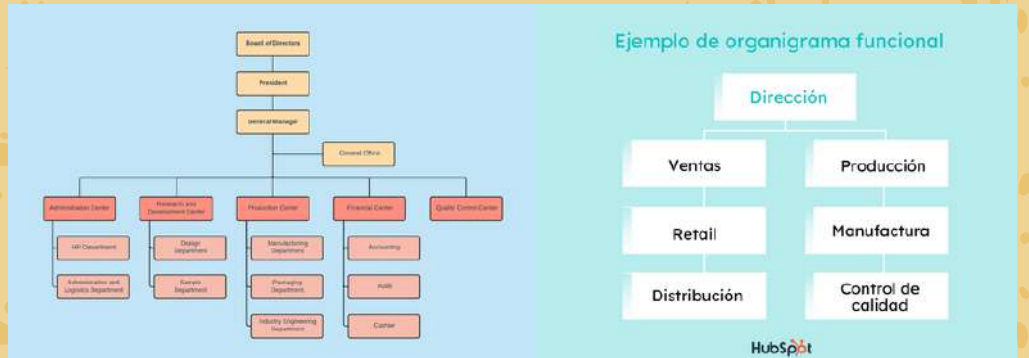 Board of Directors
President
General Manager
General Office
Administration Center
Research and
Development Center
Production Center
Financial Center
Quality Control Center
HR Department
Administration and
Logistics Department
Design
Department
Sample
Department
Manufacturing
Department
Packaging
Department
Industry Engineering
Department
Accounting
Audit
Cashier
Ejemplo de organigrama funcional
Dirección
Ventas
Producción
Retail
Manufactura
Distribución
Control de
calidad
HubSpot